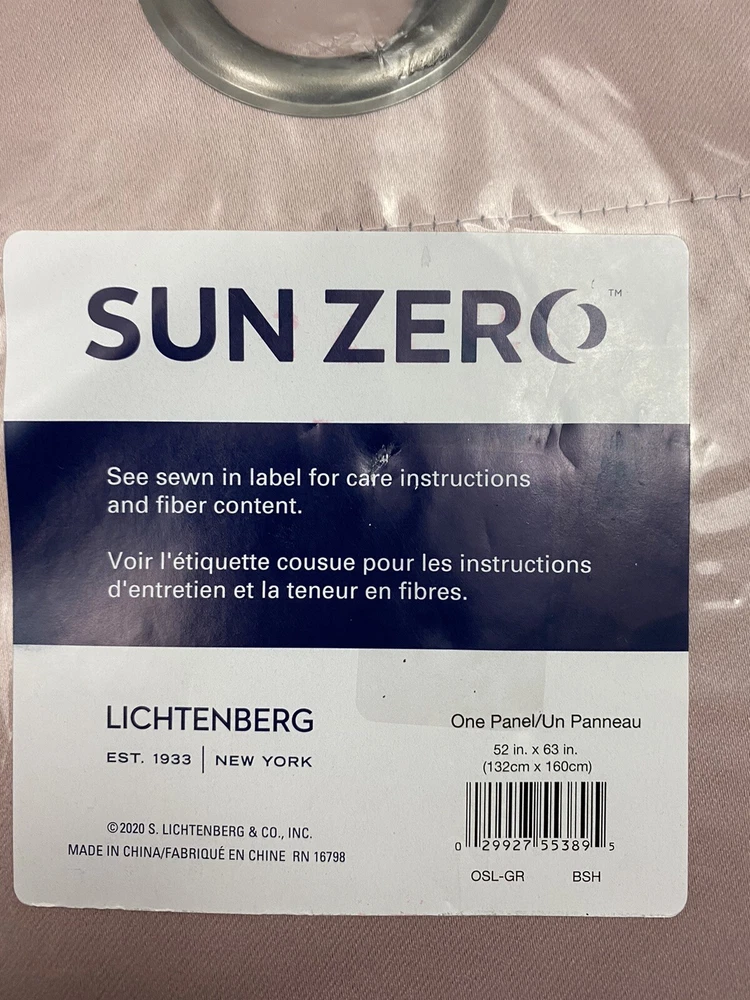 SUN ZERO™
See sewn in label for care instructions
and fiber content.
Voir l'étiquette cousue pour les instructions
d'entretien et la teneur en fibres.
LICHTENBERG
EST. 1933 | NEW YORK
©2020 S. LICHTENBERG & CO., INC.
MADE IN CHINA/FABRIQUÉ EN CHINE RN 16798
One Panel/Un Panneau
52 in. x 63 in.
(132cm x 160cm)
0 29927 55389 5
OSL-GR BSH